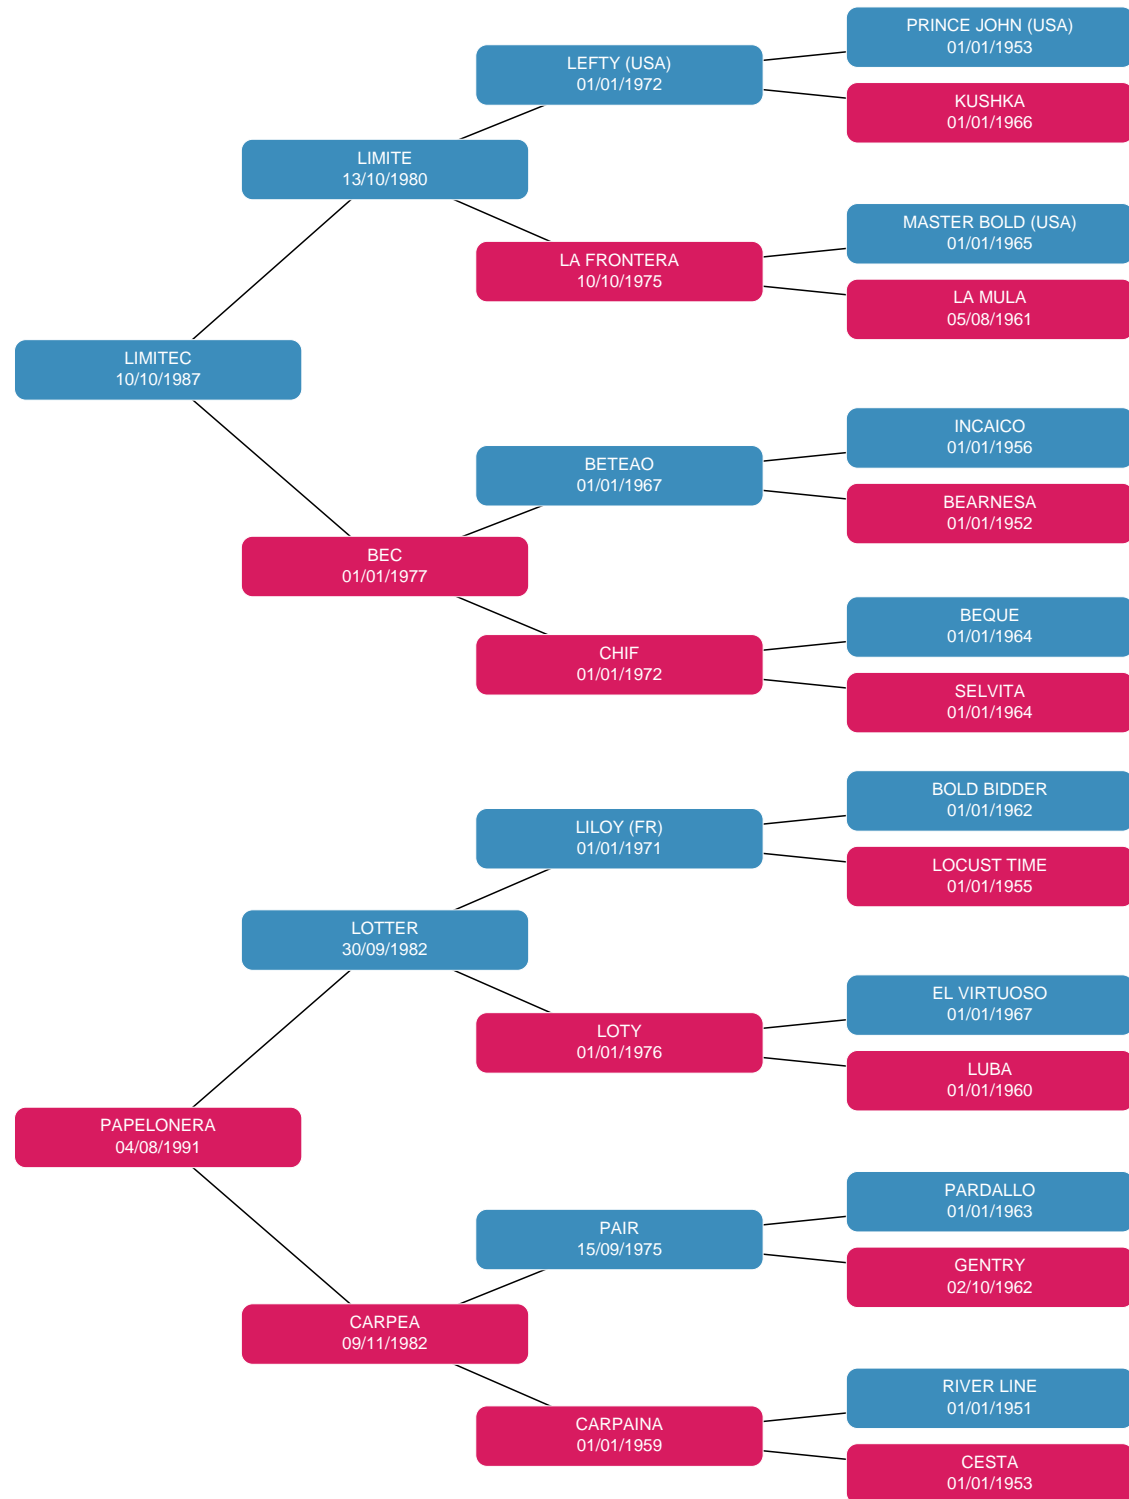 PRINCE JOHN (USA)
01/01/1953
LEFTY (USA)
01/01/1972
KUSHKA
01/01/1966
LIMITE
13/10/1980
MASTER BOLD (USA)
01/01/1965
LA FRONTERA
10/10/1975
LA MULA
05/08/1961
LIMITEC
10/10/1987
INCAICO
01/01/1956
BETEAO
01/01/1967
BEARNESA
01/01/1952
BEC
01/01/1977
BEQUE
01/01/1964
CHIF
01/01/1972
SELVITA
01/01/1964
BOLD BIDDER
01/01/1962
LILOY (FR)
01/01/1971
LOCUST TIME
01/01/1955
LOTTER
30/09/1982
EL VIRTUOSO
01/01/1967
LOTY
01/01/1976
LUBA
01/01/1960
PAPELONERA
04/08/1991
PARDALLO
01/01/1963
PAIR
15/09/1975
GENTRY
02/10/1962
CARPEA
09/11/1982
RIVER LINE
01/01/1951
CARPAINA
01/01/1959
CESTA
01/01/1953